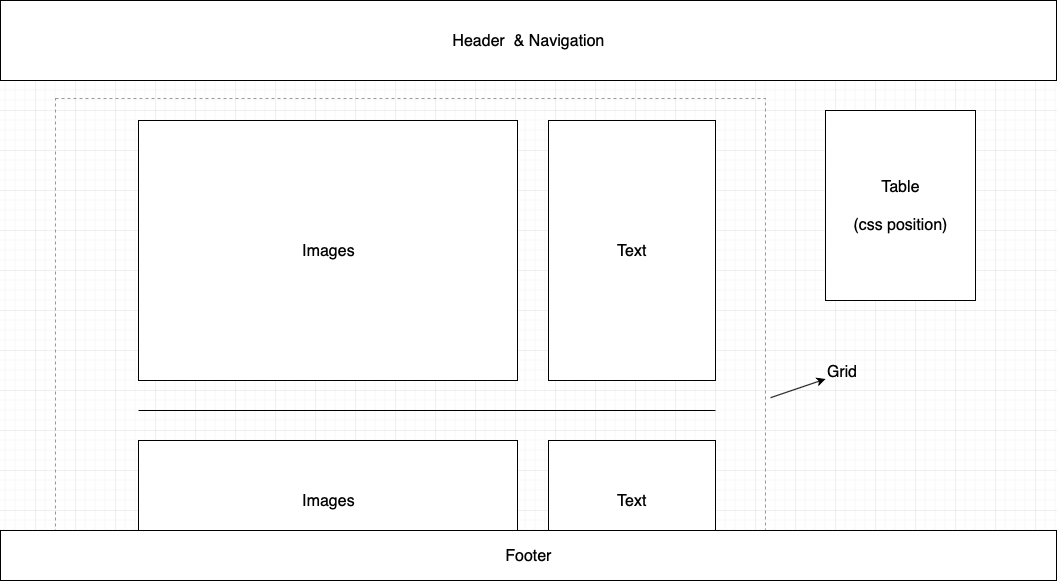 Header & Navigation
Images
Text
Table
(css position)
Grid
Images
Text
Footer